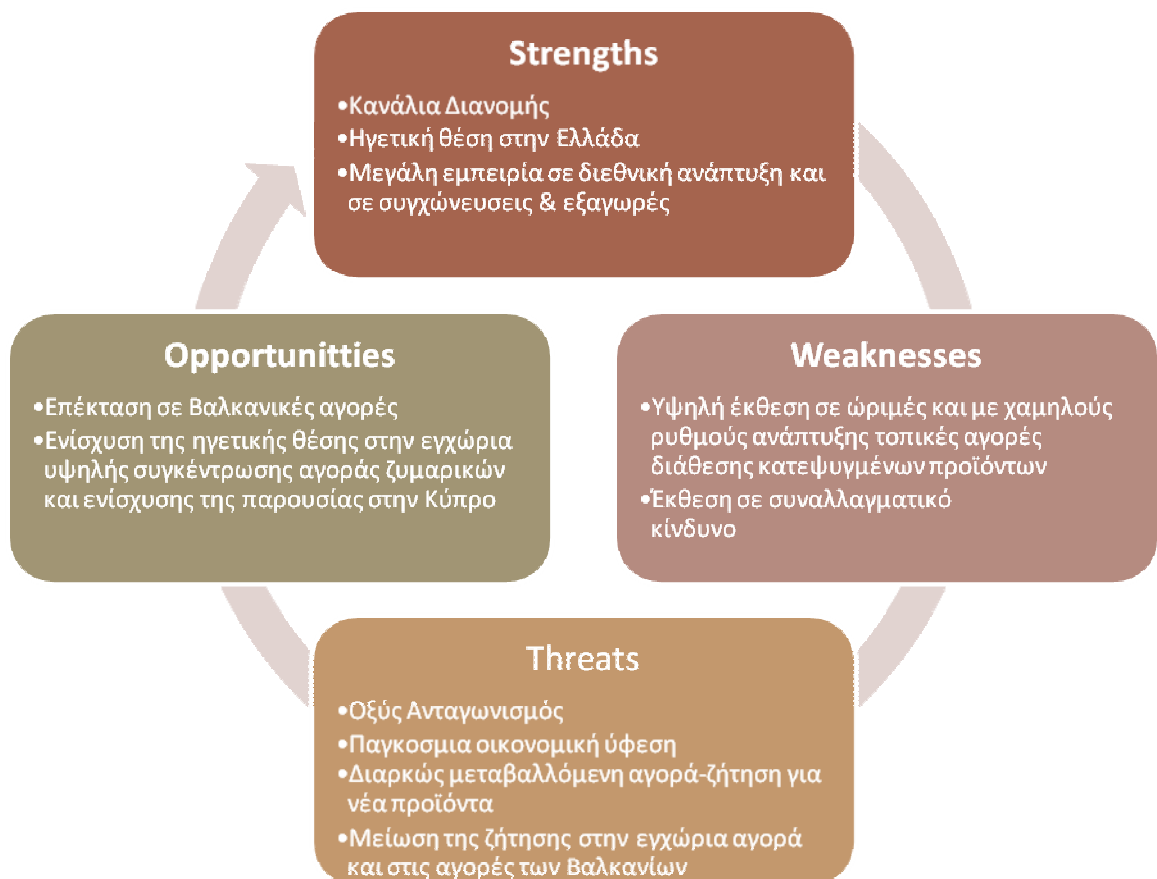 Strengths
•Κανάλια Διανομής
•Ηγετική θέση στην Ελλάδα
•Μεγάλη εμπειρία σε διεθνική ανάπτυξη και
σε συγχώνευσεις & εξαγωρές
Opportunitties
•Επέκταση σε Βαλκανικές αγορές
•Ενίσχυση της ηγετικής θέσης στην εγχώρια
υψηλής συγκέντρωσης αγοράς ζυμαρικών
και ενίσχυσης της παρουσίας στην Κύπρο
Weaknesses
•Υψηλή έκθεση σε ώριμές και με χαμηλούς
ρυθμούς ανάπτυξης τοπικές αγορές
διάθεσης κατεψυγμένων προϊόντων
•Έκθεση σε συναλλαγματικό
κίνδυνο
Threats
•Οξύς Ανταγωνισμός
•Παγκοσμια οικονομική ύφεση
•Διαρκώς μεταβαλλόμενη αγορά-ζήτηση για
νέα προϊόντα
•Μείωση της ζήτησης στην εγχώρια αγορά
και στις αγορές των Βαλκανίων